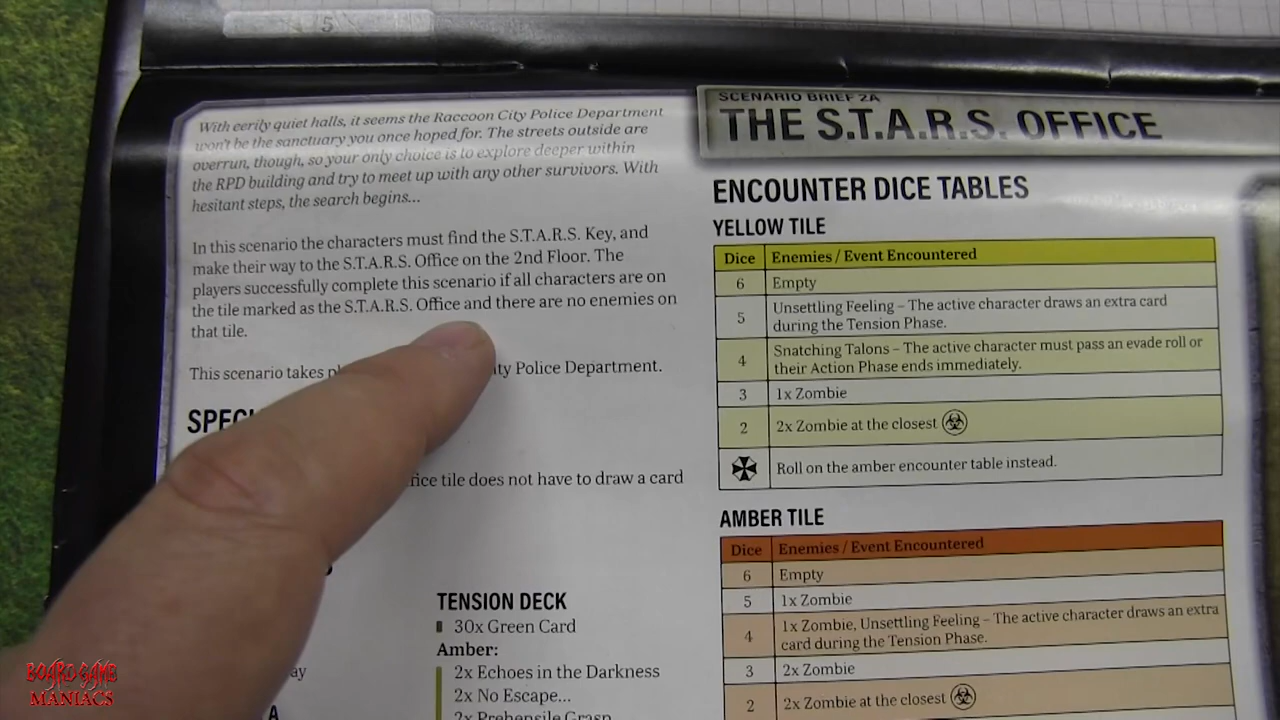 5
With eerily quiet halls, it seems the Raccoon City Police Department
won't be the sanctuary you once hoped for. The streets outside are
overrun, though, so your only choice is to explore deeper within
the RPD building and try to meet up with any other survivors. With
hesitant steps, the search begins...
In this scenario the characters must find the S.T.A.R.S. Key, and
make their way to the S.T.A.R.S. Office on the 2nd Floor. The
players successfully complete this scenario if all characters are on
the tile marked as the S.T.A.R.S. Office and there are no enemies on
that tile.
This scenario takes
Police Department.
tile does not have to draw a card
TENSION DECK
30x Green Card
Amber:
2x Echoes in the Darkness
2x No Escape...
2x Prehensile Grasp
SCENARIO BRIEF 2A
THE S.T.A.R.S. OFFICE
ENCOUNTER DICE TABLES
YELLOW TILE
Dice Enemies / Event Encountered
6 Empty
5 Unsettling Feeling – The active character draws an extra card
during the Tension Phase.
4 Snatching Talons – The active character must pass an evade roll or
their Action Phase ends immediately.
3 1x Zombie
2 2x Zombie at the closest
Roll on the amber encounter table instead.
AMBER TILE
Dice Enemies / Event Encountered
6 Empty
5 1x Zombie
4 1x Zombie, Unsettling Feeling – The active character draws an extra
card during the Tension Phase.
3 2x Zombie
2 2x Zombie at the closest
BOARD GAME
MANIACS